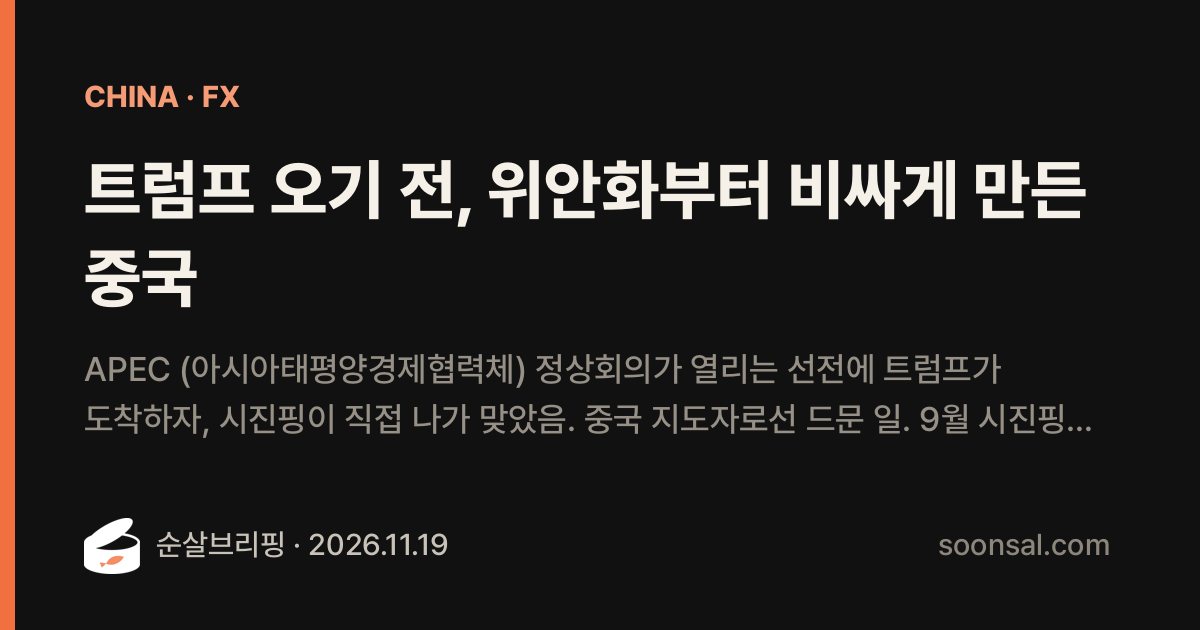 CHINA · FX
트럼프 오기 전, 위안화부터 비싸게 만든
중국
APEC (아시아태평양경제협력체) 정상회의가 열리는 선전에 트럼프가
도착하자, 시진핑이 직접 나가 맞았음. 중국 지도자로선 드문 일. 9월 시진핑...
순살브리핑 · 2026.11.19
soonsal.com